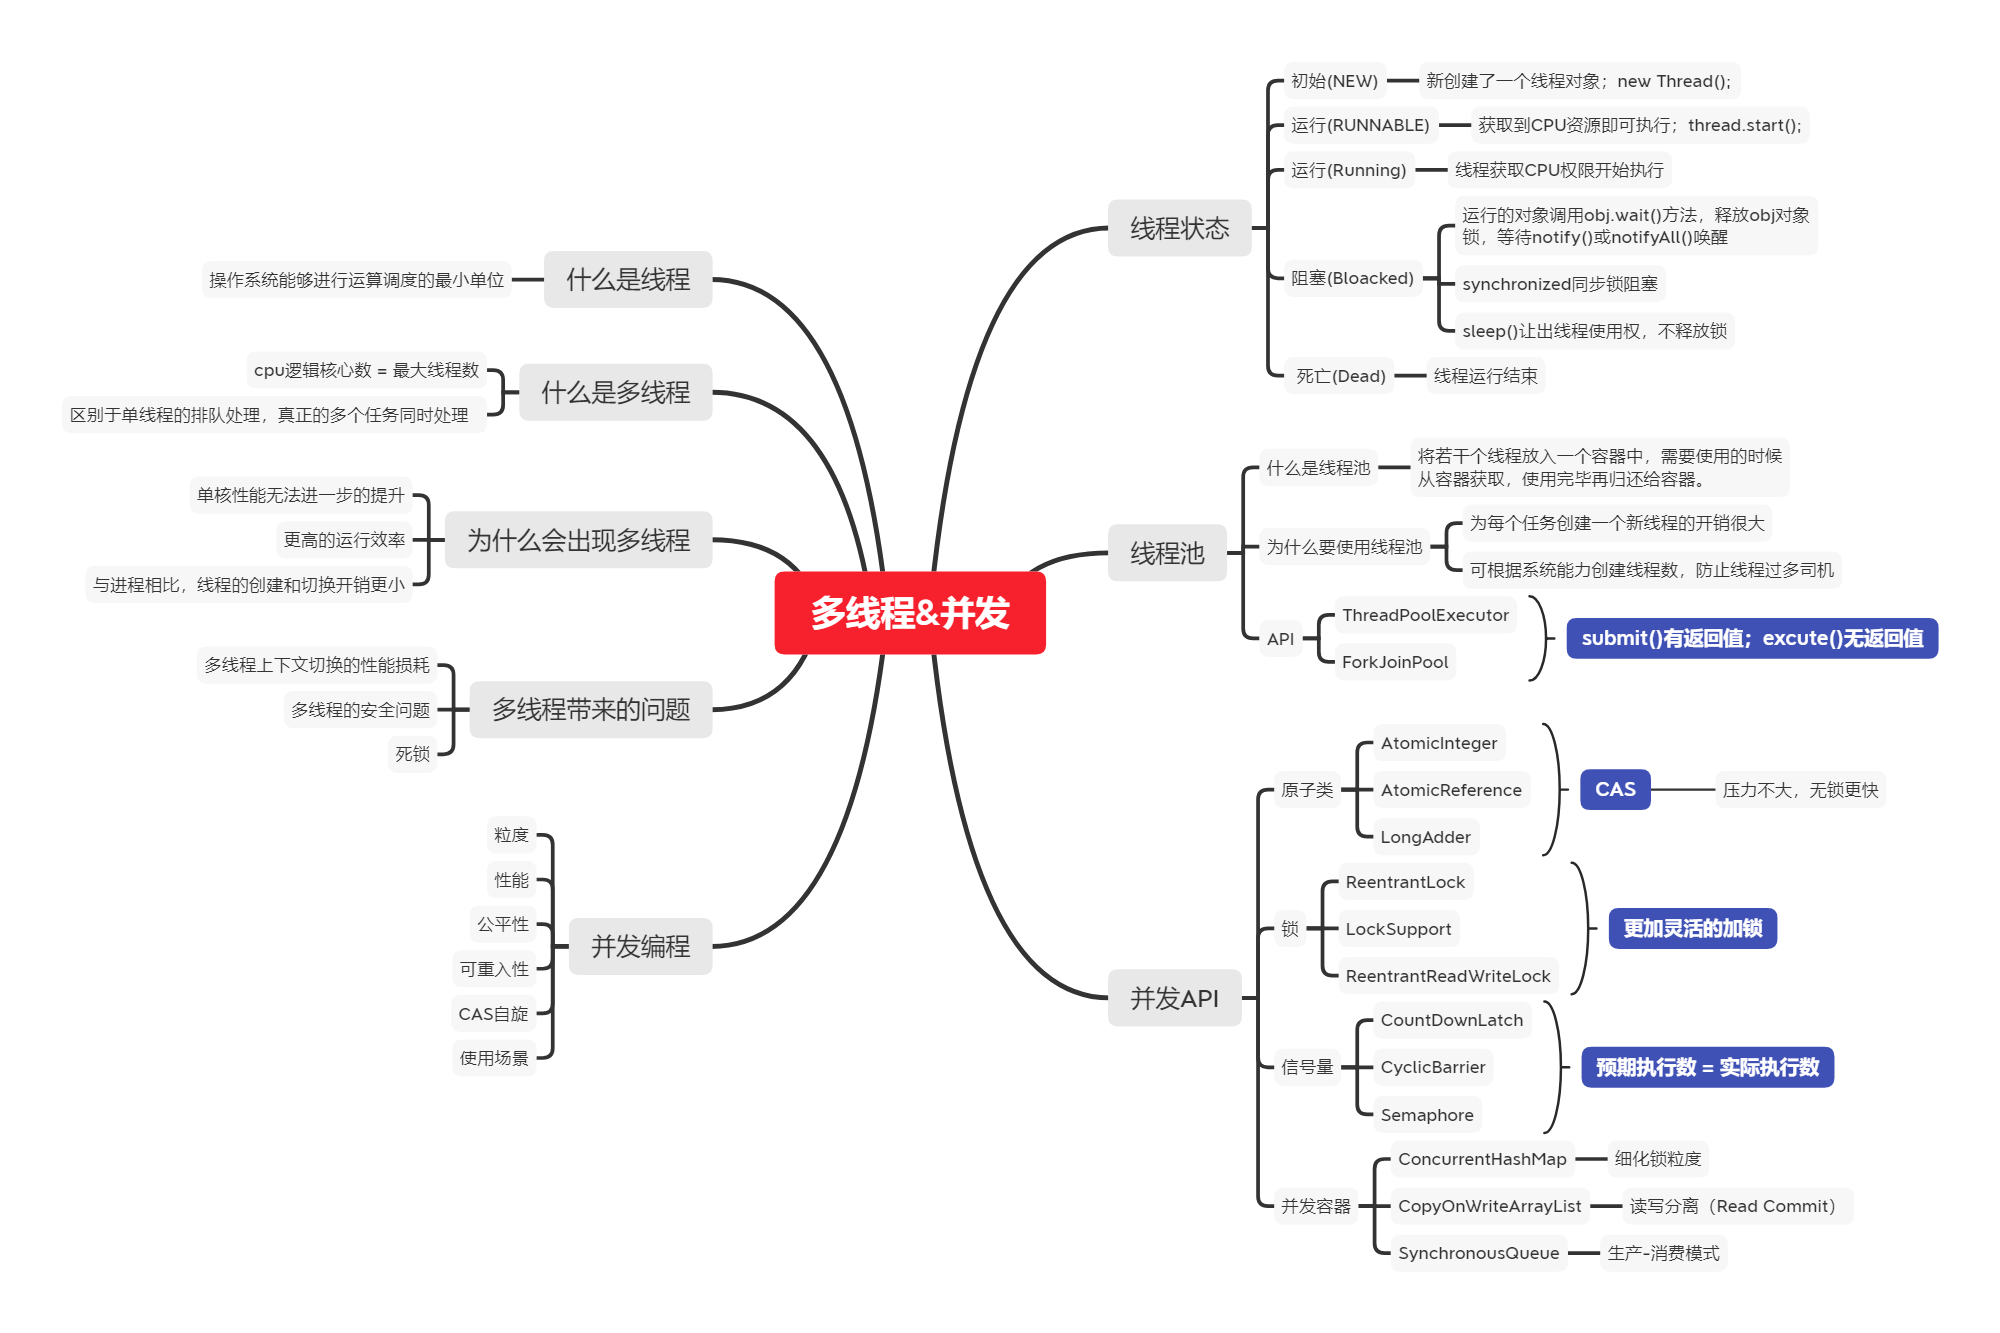 多线程&并发
什么是线程
操作系统能够进行运算调度的最小单位
什么是多线程
cpu逻辑核心数 = 最大线程数
区别于单线程的排队处理，真正的多个任务同时处理
为什么会出现多线程
单核性能无法进一步的提升
更高的运行效率
与进程相比，线程的创建和切换开销更小
多线程带来的问题
多线程上下文切换的性能损耗
多线程的安全问题
死锁
并发编程
粒度
性能
公平性
可重入性
CAS自旋
使用场景
线程状态
初始(NEW)
新创建了一个线程对象；new Thread();
运行(RUNNABLE)
获取到CPU资源即可执行；thread.start();
运行(Running)
线程获取CPU权限开始执行
阻塞(Bloacked)
运行的对象调用obj.wait()方法，释放obj对象
锁，等待notify()或notifyAll()唤醒
synchronized同步锁阻塞
sleep()让出线程使用权，不释放锁
死亡(Dead)
线程运行结束
线程池
什么是线程池
将若干个线程放入一个容器中，需要使用的时候
从容器获取，使用完毕再归还给容器。
为什么要使用线程池
为每个任务创建一个新线程的开销很大
可根据系统能力创建线程数，防止线程过多司机
API
ThreadPoolExecutor
ForkJoinPool
submit()有返回值；excute()无返回值
并发API
原子类
AtomicInteger
AtomicReference
LongAdder
CAS
压力不大，无锁更快
锁
ReentrantLock
LockSupport
ReentrantReadWriteLock
更加灵活的加锁
信号量
CountDownLatch
CyclicBarrier
Semaphore
预期执行数 = 实际执行数
并发容器
ConcurrentHashMap
细化锁粒度
CopyOnWriteArrayList
读写分离（Read Commit）
SynchronousQueue
生产-消费模式